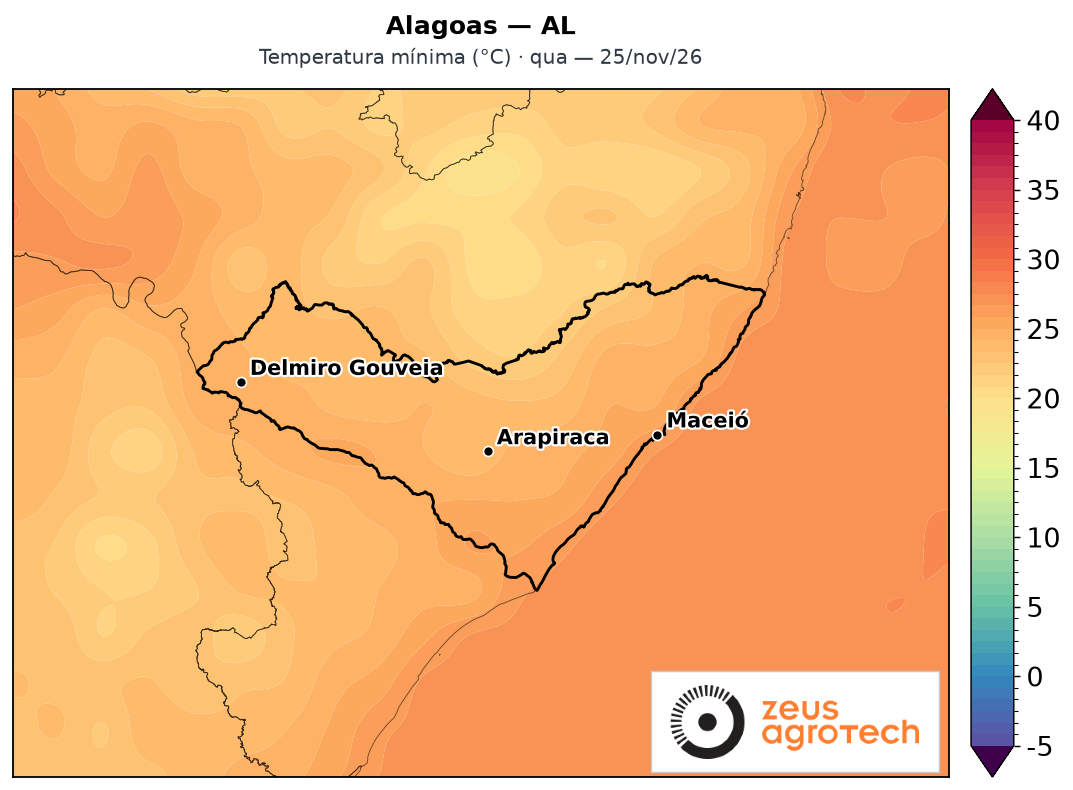 Alagoas — AL
Temperatura mínima (°C) · qua — 25/nov/26
40
35
30
25
20
15
10
5
0
-5
Delmiro Gouveia
Maceió
Arapiraca
zeus
agrotech